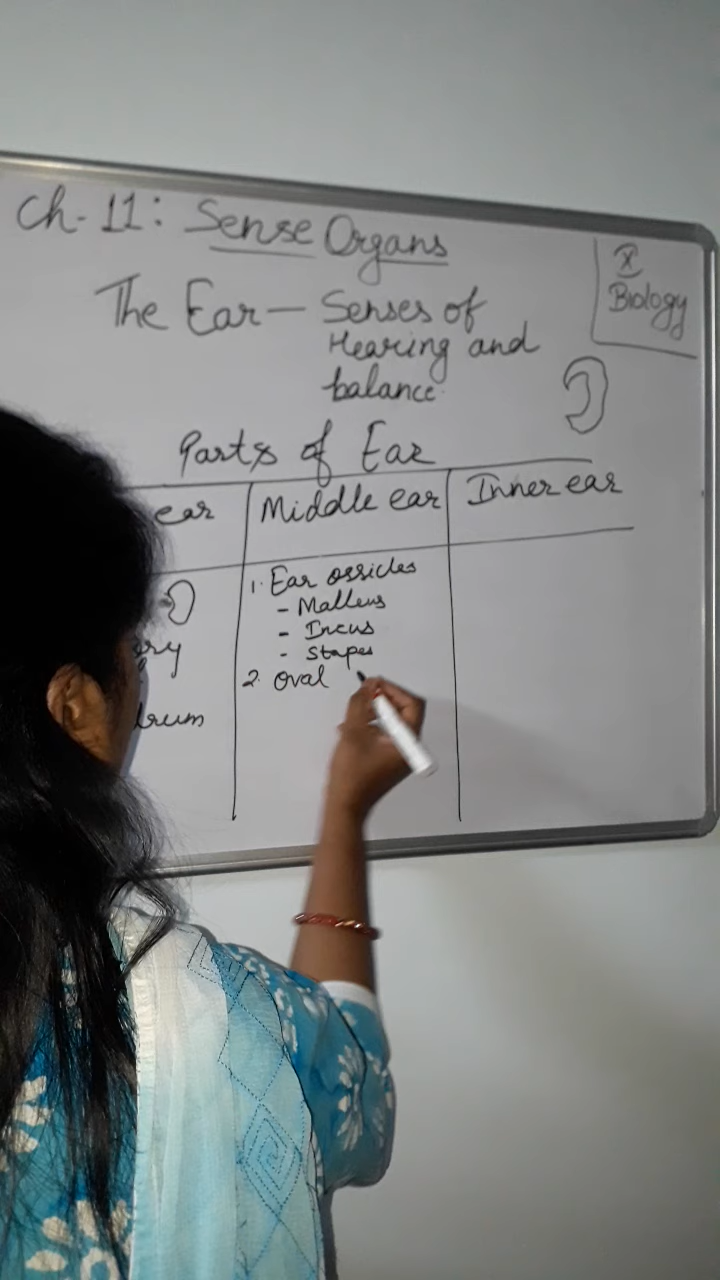 Ch-11: Sense Organs
X
Biology
The Ear — Senses of
Hearing and
balance.
Parts of Ear
ear
Middle ear
Inner ear
1. Ear ossicles
- Malleus
- Incus
- Stapes
2. Oval
drum